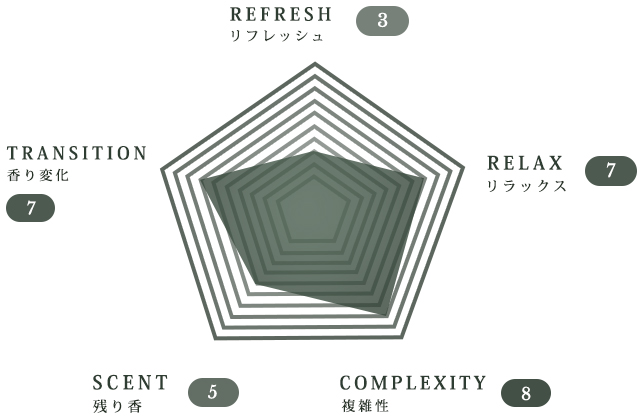 REFRESH
リフレッシュ
3
TRANSITION
香り変化
7
RELAX
リラックス
7
SCENT
残り香
5
COMPLEXITY
複雑性
8